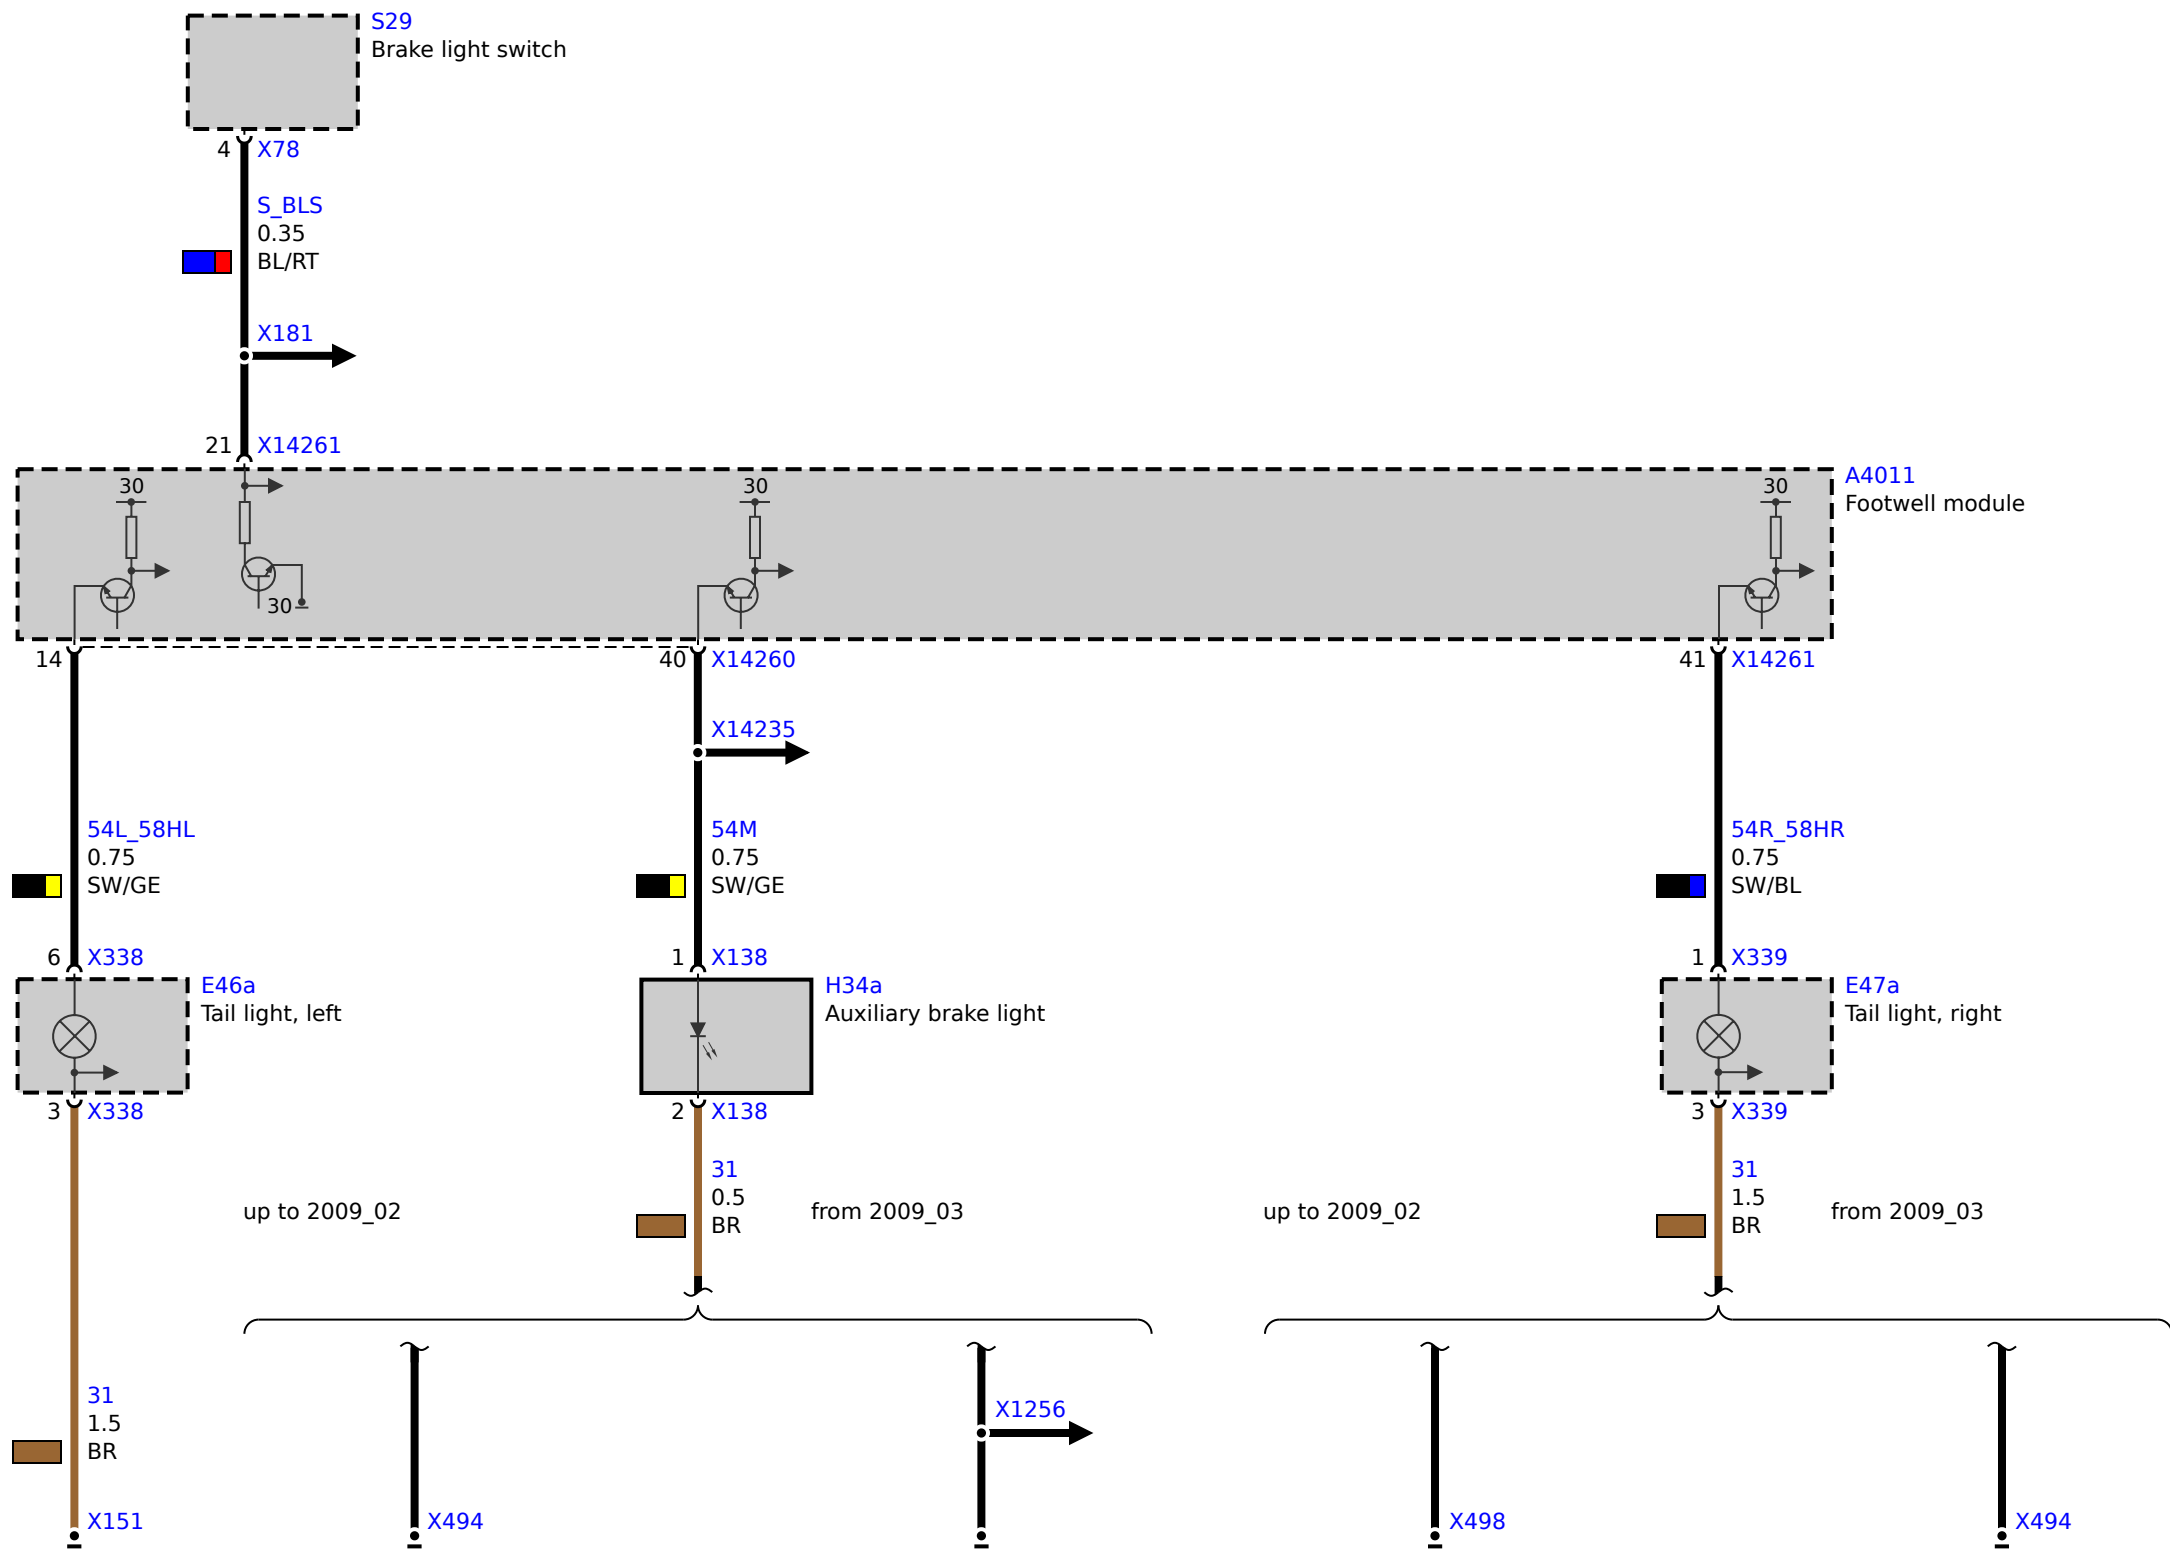 S29
Brake light switch
4 X78
S_BLS
0.35
BL/RT
X181
21 X14261
A4011
Footwell module
30
30
30
30
14
40 X14260
41 X14261
X14235
54L_58HL
0.75
SW/GE
54M
0.75
SW/GE
54R_58HR
0.75
SW/BL
6 X338
1 X138
1 X339
E46a
Tail light, left
H34a
Auxiliary brake light
E47a
Tail light, right
3 X338
2 X138
3 X339
31
0.5
BR
31
1.5
BR
up to 2009_02
from 2009_03
up to 2009_02
from 2009_03
31
1.5
BR
X1256
X151
X494
X498
X494